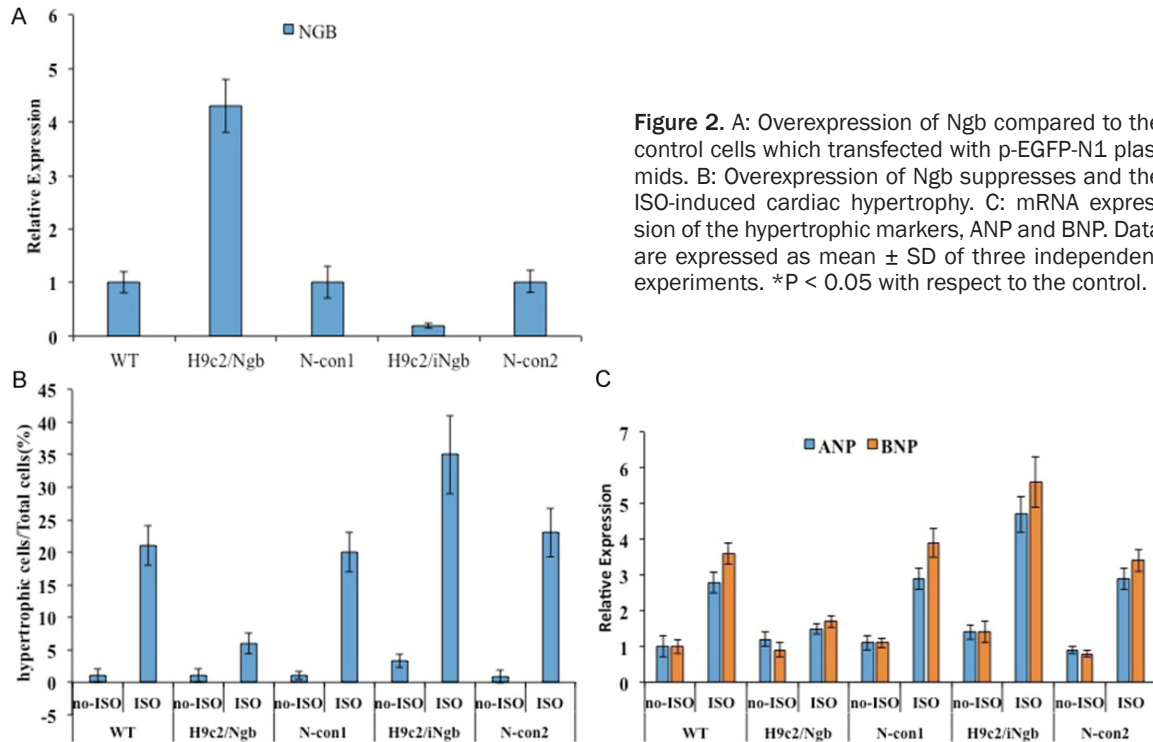 A
NGB
Relative Expression
6
5
4
3
2
1
0
WT H9c2/Ngb N-con1 H9c2/iNgb N-con2
Figure 2. A: Overexpression of Ngb compared to the
control cells which transfected with p-EGFP-N1 plas
mids. B: Overexpression of Ngb suppresses and the
ISO-induced cardiac hypertrophy. C: mRNA expres
sion of the hypertrophic markers, ANP and BNP. Data
are expressed as mean ± SD of three independen
experiments. *P < 0.05 with respect to the control.
B
hypertrophic cells/Total cells(%)
45
40
35
30
25
20
15
10
5
0
-5
no-ISO ISO no-ISO ISO no-ISO ISO no-ISO ISO no-ISO ISO
WT H9c2/Ngb N-con1 H9c2/iNgb N-con2
C
ANP BNP
Relative Expression
7
6
5
4
3
2
1
0
no-ISO ISO no-ISO ISO no-ISO ISO no-ISO ISO no-ISO ISO
WT H9c2/Ngb N-con1 H9c2/iNgb N-con2